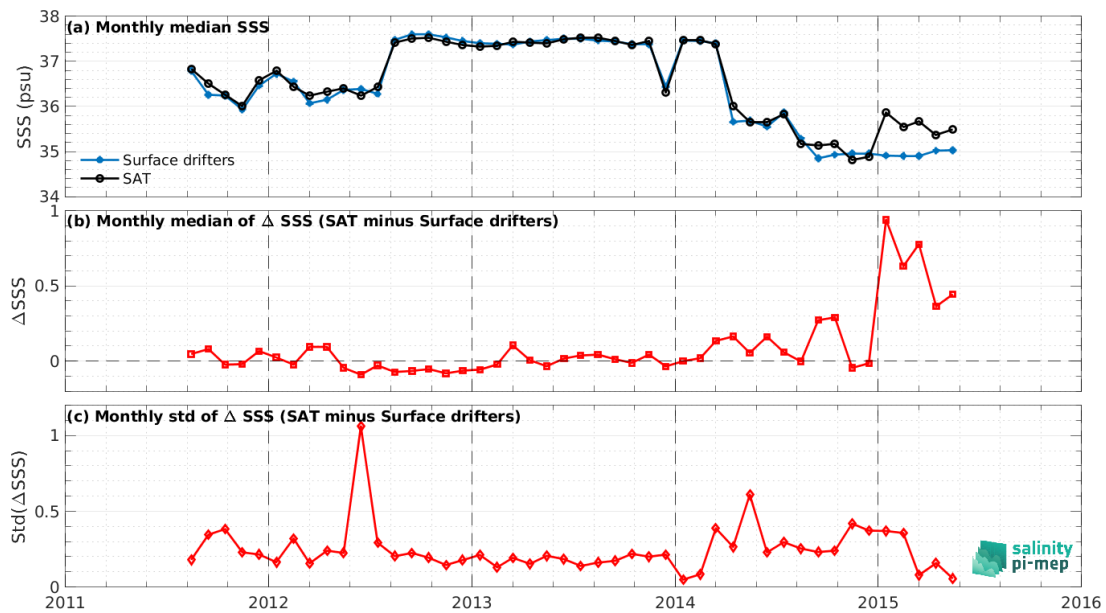 (a) Monthly median SSS
38
37
36
35
34
SSS (psu)
Surface drifters
SAT
(b) Monthly median of Δ SSS (SAT minus Surface drifters)
1
0.5
0
ΔSSS
(c) Monthly std of Δ SSS (SAT minus Surface drifters)
1
0.5
0
Std(ΔSSS)
salinity
pi-mep
2011 2012 2013 2014 2015 2016